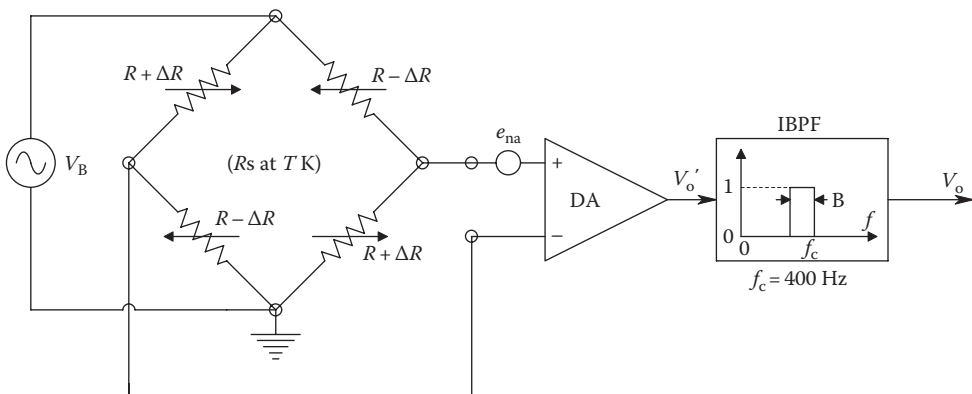 R + ΔR
R – ΔR
V_B
(Rs at T K)
R – ΔR
R + ΔR
e_na
+
DA
–
V_o′
IBPF
1
B
0
0
f_c
f
f_c = 400 Hz
V_o